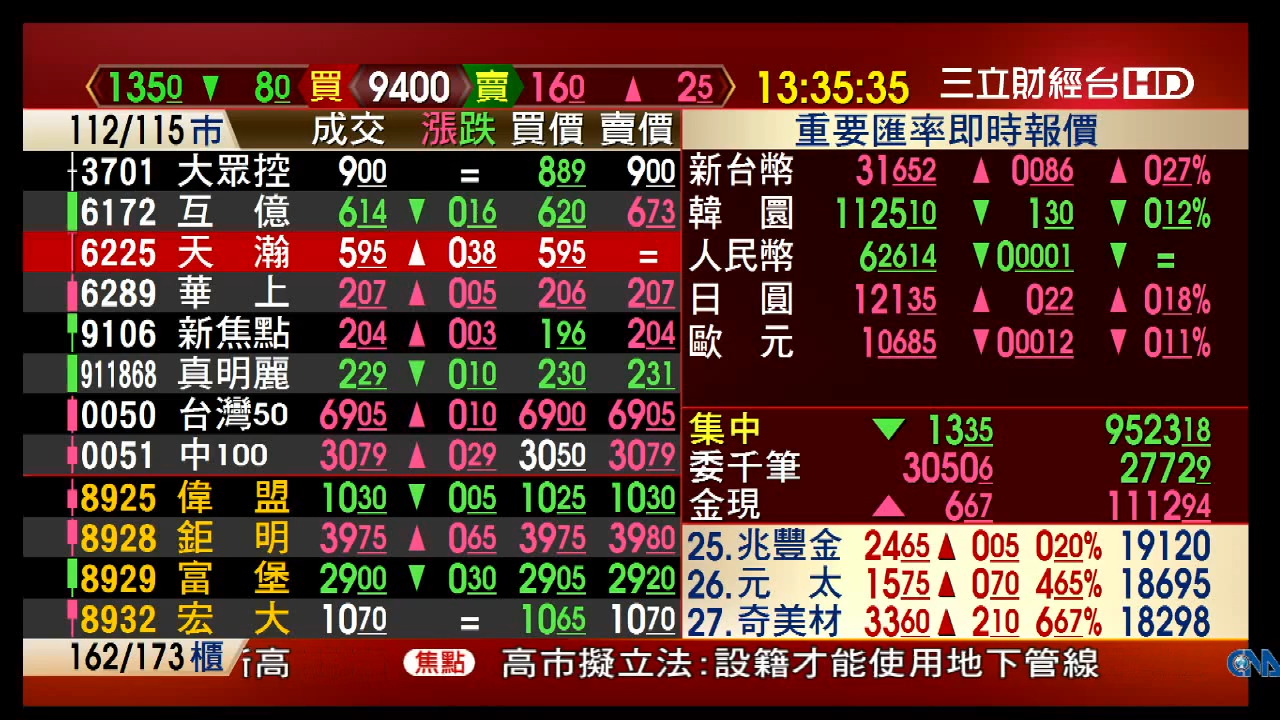 1350 ▼ 80 買 9400 賣 160 ▲ 25 13:35:35 三立財經台HD
112/115市 成交 漲跌 買價 賣價
3701 大眾控 900 = 889 900
6172 互億 614 ▼ 016 620 673
6225 天瀚 595 ▲ 038 595 =
6289 華上 207 ▲ 005 206 207
9106 新焦點 204 ▲ 003 196 204
911868 真明麗 229 ▼ 010 230 231
0050 台灣50 6905 ▲ 010 6900 6905
0051 中100 3079 ▲ 029 3050 3079
8925 偉盟 1030 ▼ 005 1025 1030
8928 鉅明 3975 ▲ 065 3975 3980
8929 富堡 2900 ▼ 030 2905 2920
8932 宏大 1070 = 1065 1070
162/173櫃
重要匯率即時報價
新台幣 31652 ▲ 0086 ▲ 027%
韓圜 112510 ▼ 130 ▼ 012%
人民幣 62614 ▼ 00001 ▼ =
日圓 12135 ▲ 022 ▲ 018%
歐元 10685 ▼ 00012 ▼ 011%
集中 ▼ 1335 952318
委千筆 30506 27729
金現 ▲ 667 111294
25.兆豐金 2465 ▲ 005 020% 19120
26.元太 1575 ▲ 070 465% 18695
27.奇美材 3360 ▲ 210 667% 18298
新高 焦點 高市擬立法:設籍才能使用地下管線
CNA